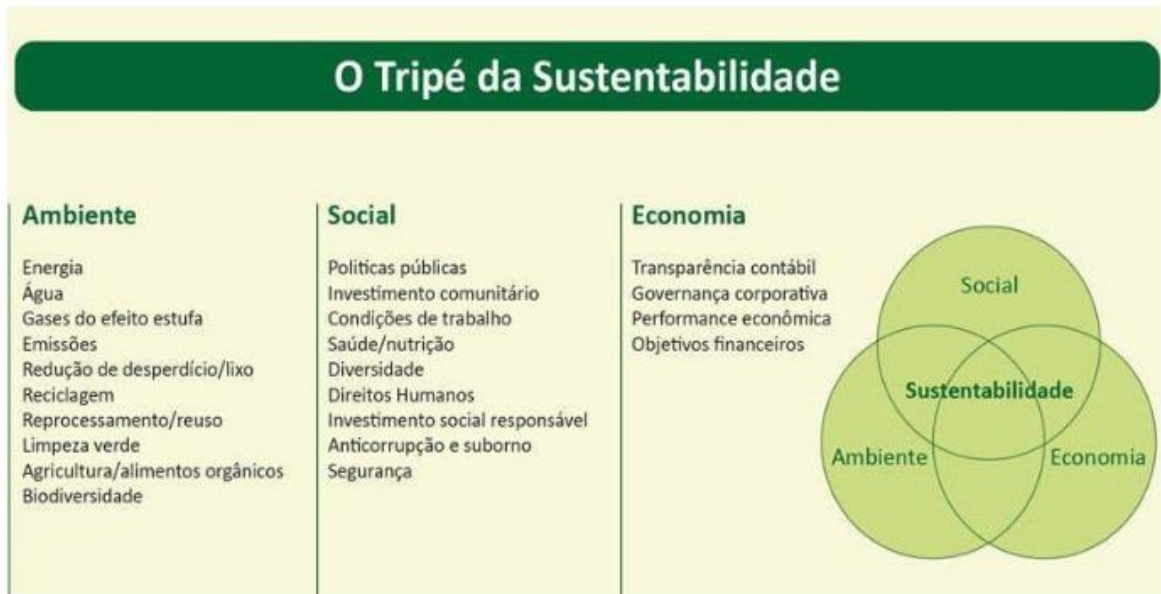 O Tripé da Sustentabilidade
Ambiente
Energia
Água
Gases do efeito estufa
Emissões
Redução de desperdício/lixo
Reciclagem
Reprocessamento/reuso
Limpeza verde
Agricultura/alimentos orgânicos
Biodiversidade
Social
Politicas públicas
Investimento comunitário
Condições de trabalho
Saúde/nutrição
Diversidade
Direitos Humanos
Investimento social responsável
Anticorrupção e suborno
Segurança
Economia
Transparência contábil
Governança corporativa
Performance econômica
Objetivos financeiros
Social
Sustentabilidade
Ambiente
Economia